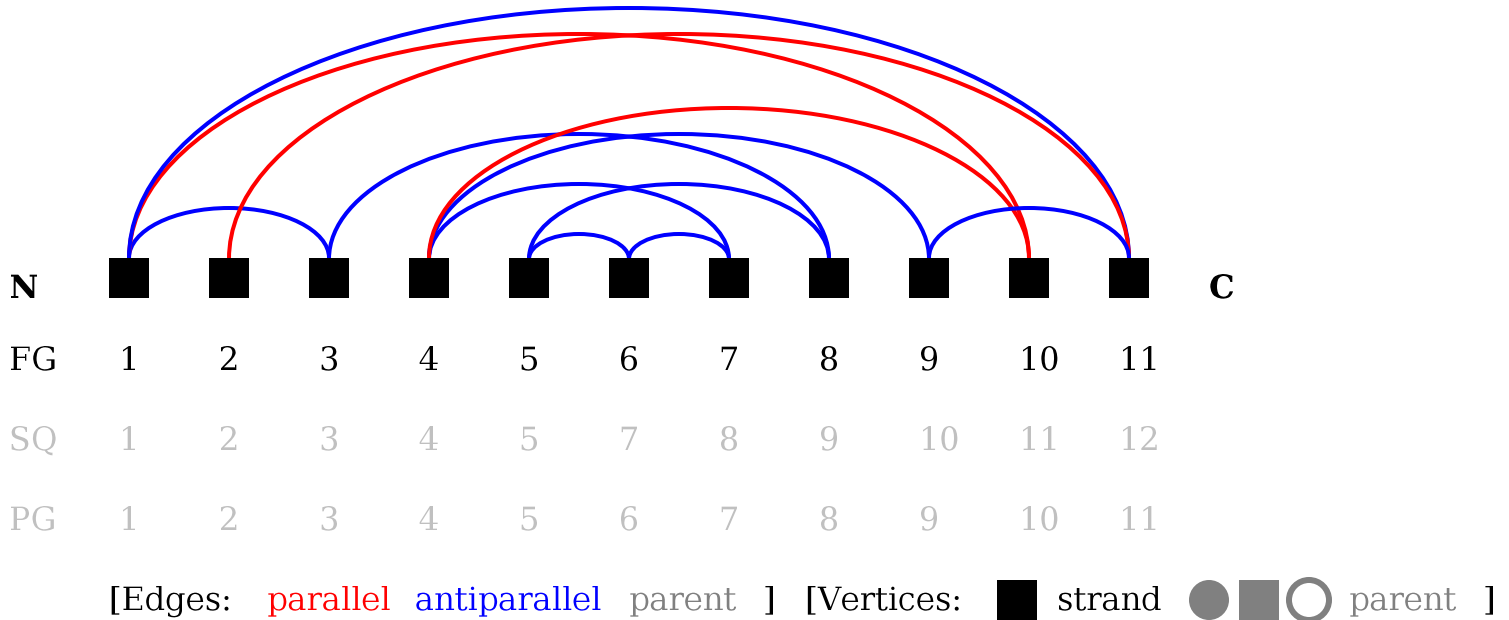 N C
FG 1 2 3 4 5 6 7 8 9 10 11
SQ 1 2 3 4 5 7 8 9 10 11 12
PG 1 2 3 4 5 6 7 8 9 10 11
[Edges: parallel antiparallel parent ] [Vertices: strand parent ]